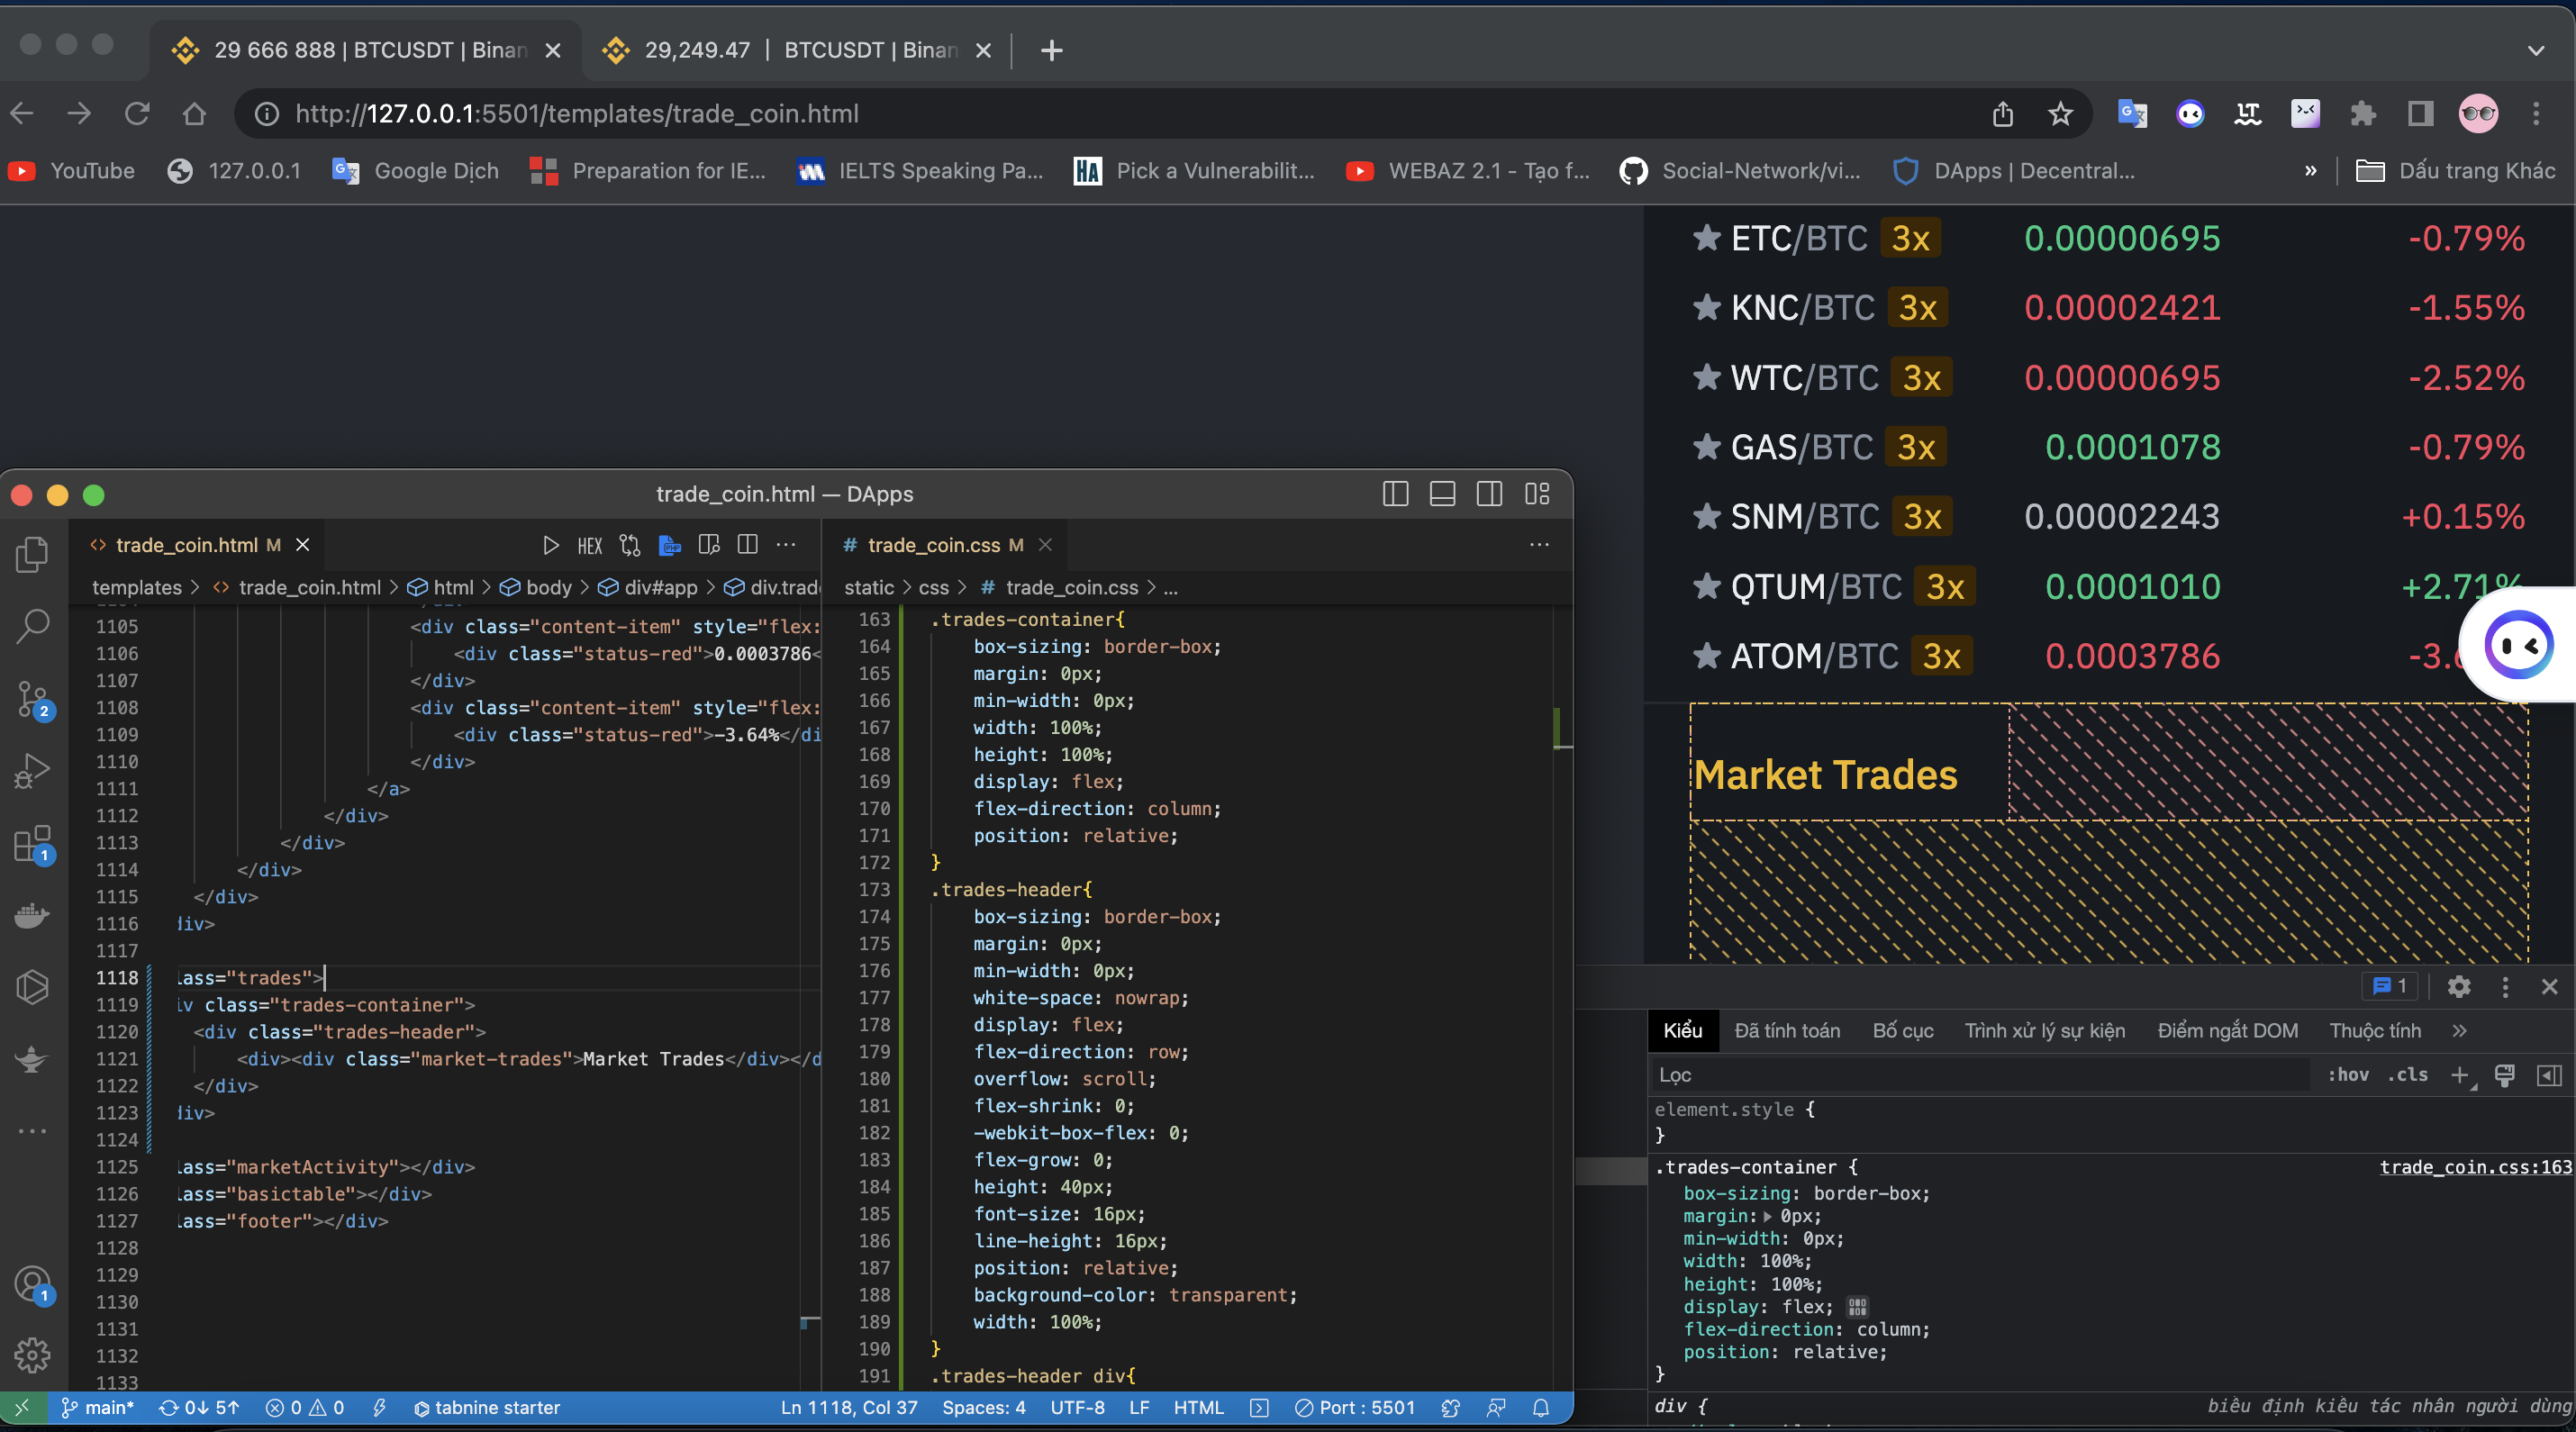 29 666 888 | BTCUSDT | Binan
29,249.47 | BTCUSDT | Binan
http://127.0.0.1:5501/templates/trade_coin.html
YouTube
127.0.0.1
Google Dịch
Preparation for IE...
IELTS Speaking Pa...
HA
Pick a Vulnerabilit...
WEBAZ 2.1 - Tạo f...
Social-Network/vi...
DApps | Decentral...
»
Dấu trang Khác
ETC/BTC 3x 0.00000695 -0.79%
KNC/BTC 3x 0.00002421 -1.55%
WTC/BTC 3x 0.00000695 -2.52%
GAS/BTC 3x 0.0001078 -0.79%
SNM/BTC 3x 0.00002243 +0.15%
QTUM/BTC 3x 0.0001010 +2.71%
ATOM/BTC 3x 0.0003786 -3.6
Market Trades
trade_coin.html — DApps
trade_coin.html M
HEX
templates > trade_coin.html > html > body > div#app > div.trade
1105 <div class="content-item" style="flex:
1106 <div class="status-red">0.0003786<
1107 </div>
1108 <div class="content-item" style="flex:
1109 <div class="status-red">-3.64%</di
1110 </div>
1111 </a>
1112 </div>
1113 </div>
1114 </div>
1115 </div>
1116 div>
1117
1118 lass="trades">
1119 iv class="trades-container">
1120 <div class="trades-header">
1121 <div><div class="market-trades">Market Trades</div></d
1122 </div>
1123 div>
1124
1125 lass="marketActivity"></div>
1126 lass="basictable"></div>
1127 lass="footer"></div>
1128
1129
1130
1131
1132
1133
# trade_coin.css M
static > css > # trade_coin.css > ...
163 .trades-container{
164 box-sizing: border-box;
165 margin: 0px;
166 min-width: 0px;
167 width: 100%;
168 height: 100%;
169 display: flex;
170 flex-direction: column;
171 position: relative;
172 }
173 .trades-header{
174 box-sizing: border-box;
175 margin: 0px;
176 min-width: 0px;
177 white-space: nowrap;
178 display: flex;
179 flex-direction: row;
180 overflow: scroll;
181 flex-shrink: 0;
182 -webkit-box-flex: 0;
183 flex-grow: 0;
184 height: 40px;
185 font-size: 16px;
186 line-height: 16px;
187 position: relative;
188 background-color: transparent;
189 width: 100%;
190 }
191 .trades-header div{
2
1
1
main* 0↓ 5↑ 0 0 tabnine starter Ln 1118, Col 37 Spaces: 4 UTF-8 LF HTML Port : 5501
1
Kiểu Đã tính toán Bố cục Trình xử lý sự kiện Điểm ngắt DOM Thuộc tính »
Lọc :hov .cls +
element.style {
}
.trades-container { trade_coin.css:163
box-sizing: border-box;
margin: 0px;
min-width: 0px;
width: 100%;
height: 100%;
display: flex;
flex-direction: column;
position: relative;
}
div { biểu định kiểu tác nhân người dùng